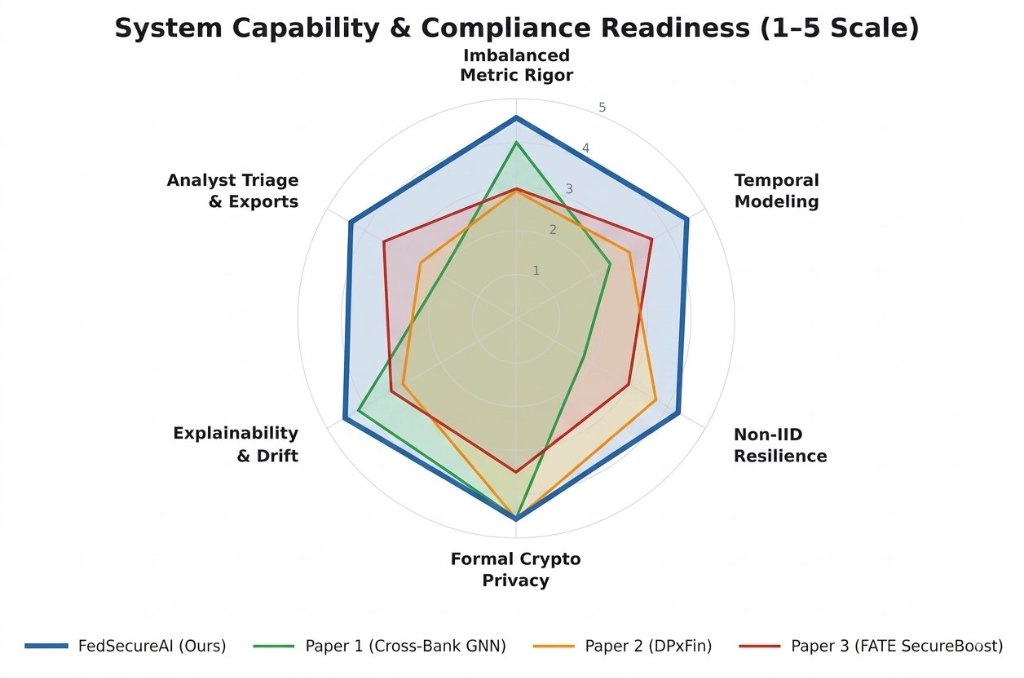 System Capability & Compliance Readiness (1–5 Scale)
Imbalanced
Metric Rigor
5
4
3
2
1
Analyst Triage
& Exports
Temporal
Modeling
Explainability
& Drift
Non-IID
Resilience
Formal Crypto
Privacy
FedSecureAI (Ours)
Paper 1 (Cross-Bank GNN)
Paper 2 (DPxFin)
Paper 3 (FATE SecureBoost)